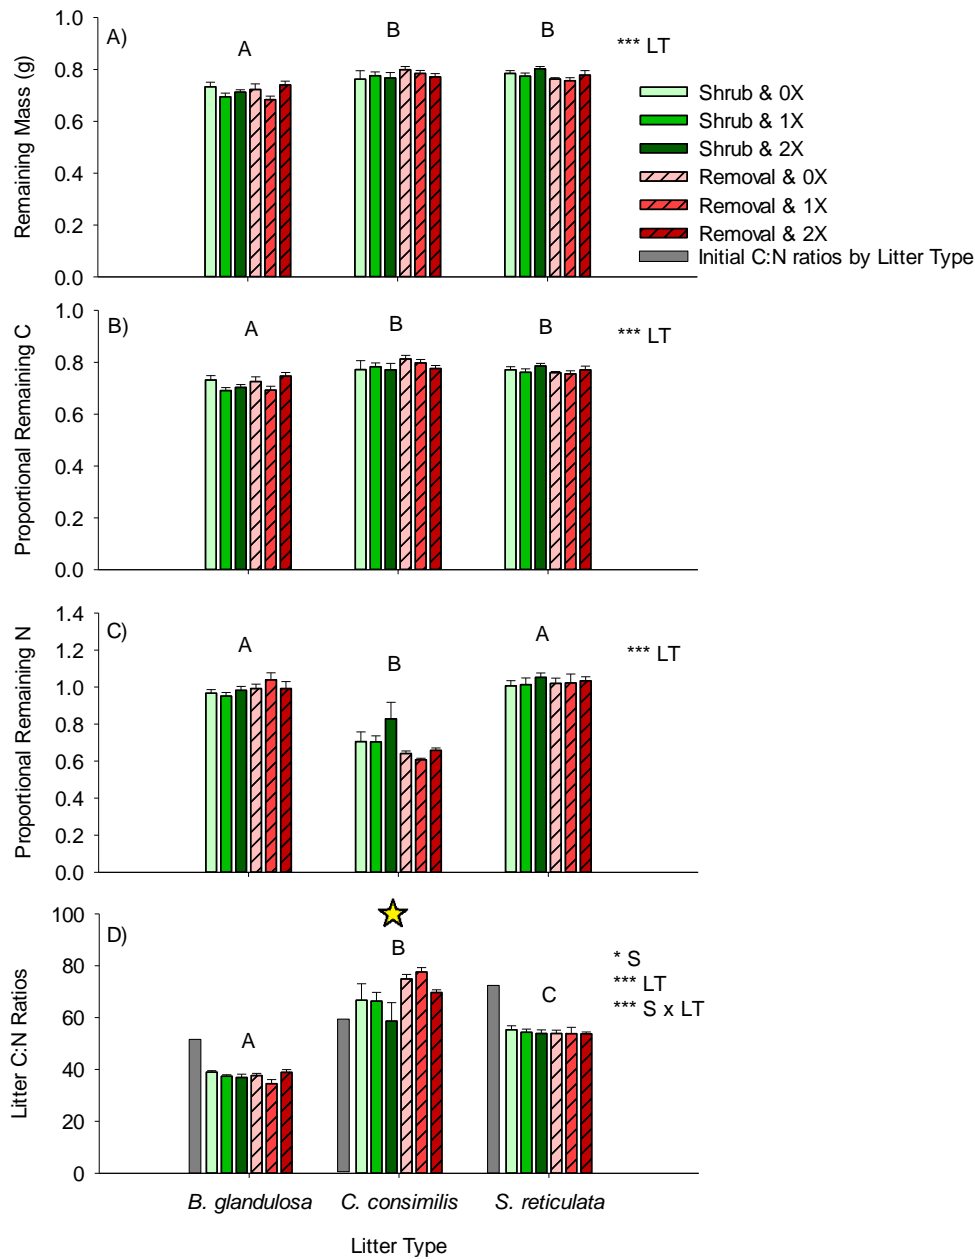 A)
Remaining Mass (g)
1.0
0.8
0.6
0.4
0.2
0.0
A
B
B
*** LT
Shrub & 0X
Shrub & 1X
Shrub & 2X
Removal & 0X
Removal & 1X
Removal & 2X
Initial C:N ratios by Litter Type
B)
Proportional Remaining C
1.0
0.8
0.6
0.4
0.2
0.0
A
B
B
*** LT
C)
Proportional Remaining N
1.4
1.2
1.0
0.8
0.6
0.4
0.2
0.0
A
B
A
*** LT
D)
Litter C:N Ratios
100
80
60
40
20
0
A
B
C
* S
*** LT
*** S x LT
B. glandulosa
C. consimilis
S. reticulata
Litter Type